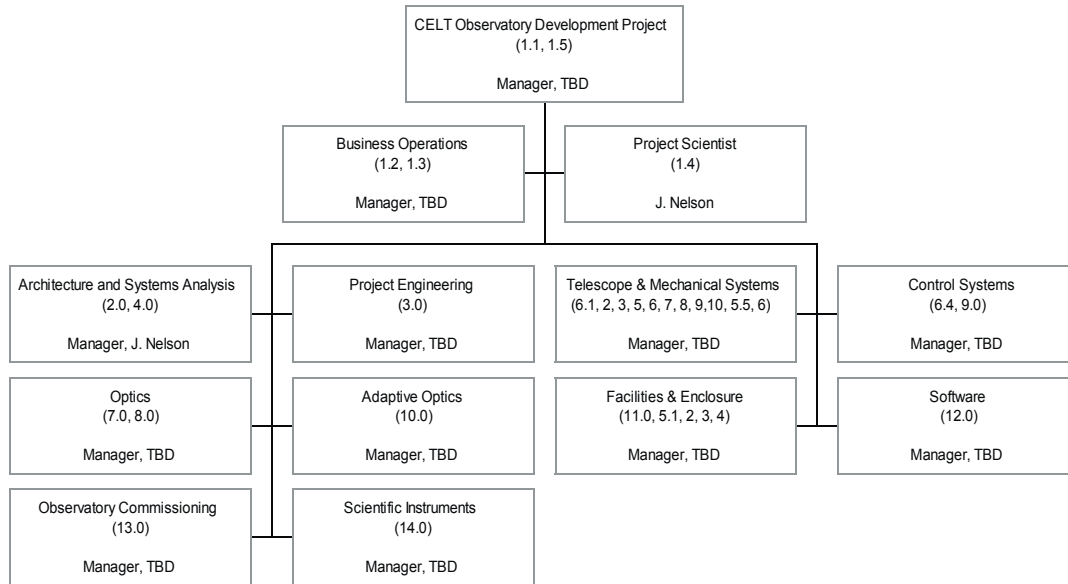 CELT Observatory Development Project
(1.1, 1.5)
Manager, TBD
Business Operations
(1.2, 1.3)
Manager, TBD
Project Scientist
(1.4)
J. Nelson
Architecture and Systems Analysis
(2.0, 4.0)
Manager, J. Nelson
Project Engineering
(3.0)
Manager, TBD
Telescope & Mechanical Systems
(6.1, 2, 3, 5, 6, 7, 8, 9,10, 5.5, 6)
Manager, TBD
Control Systems
(6.4, 9.0)
Manager, TBD
Optics
(7.0, 8.0)
Manager, TBD
Adaptive Optics
(10.0)
Manager, TBD
Facilities & Enclosure
(11.0, 5.1, 2, 3, 4)
Manager, TBD
Software
(12.0)
Manager, TBD
Observatory Commissioning
(13.0)
Manager, TBD
Scientific Instruments
(14.0)
Manager, TBD